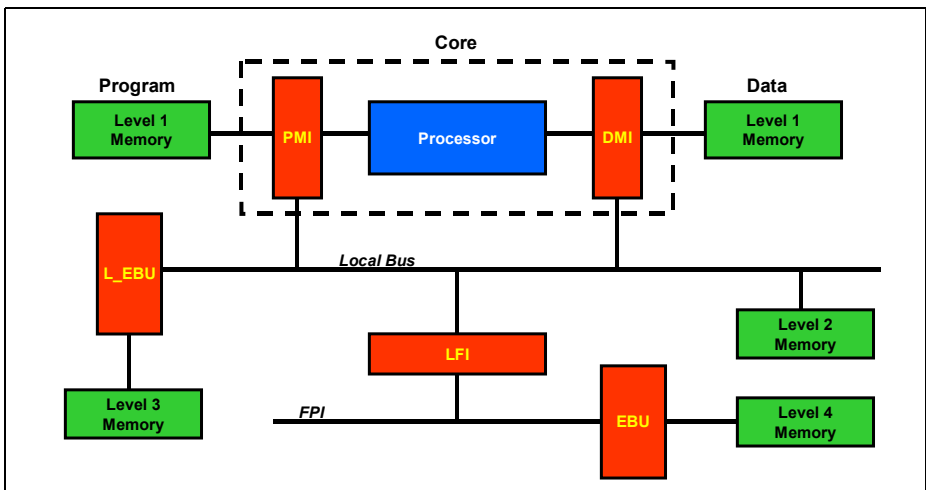 Core
Program
Data
Level 1
Memory
PMI
Processor
DMI
Level 1
Memory
L_EBU
Local Bus
LFI
Level 2
Memory
Level 3
Memory
FPI
EBU
Level 4
Memory